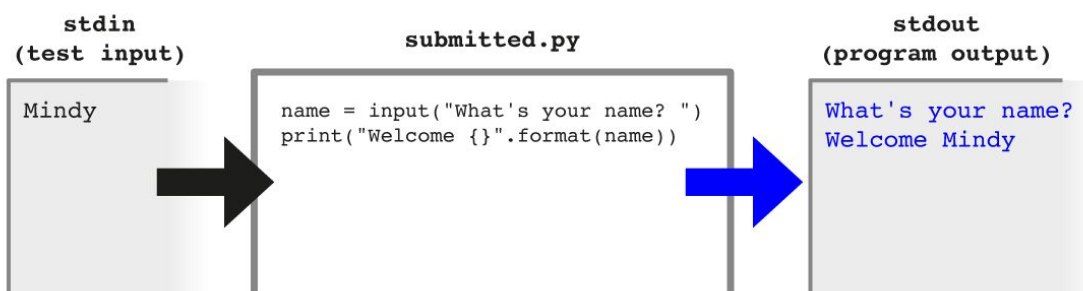 stdin
(test input)
Mindy
submitted.py
name = input("What's your name? ")
print("Welcome {}".format(name))
stdout
(program output)
What's your name?
Welcome Mindy